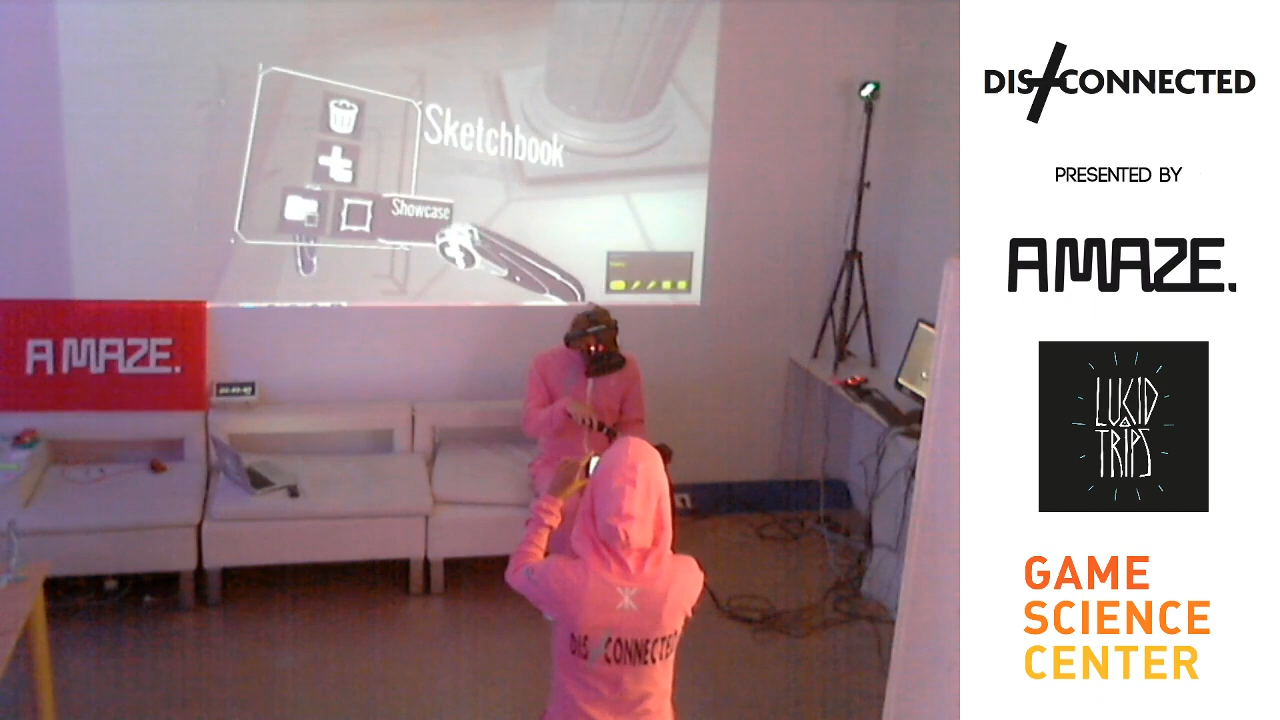 Sketchbook
Showcase
A MAZE.
DIS CONNECTED
DIS/CONNECTED
PRESENTED BY
A MAZE.
LUCID
TRIPS
GAME
SCIENCE
CENTER